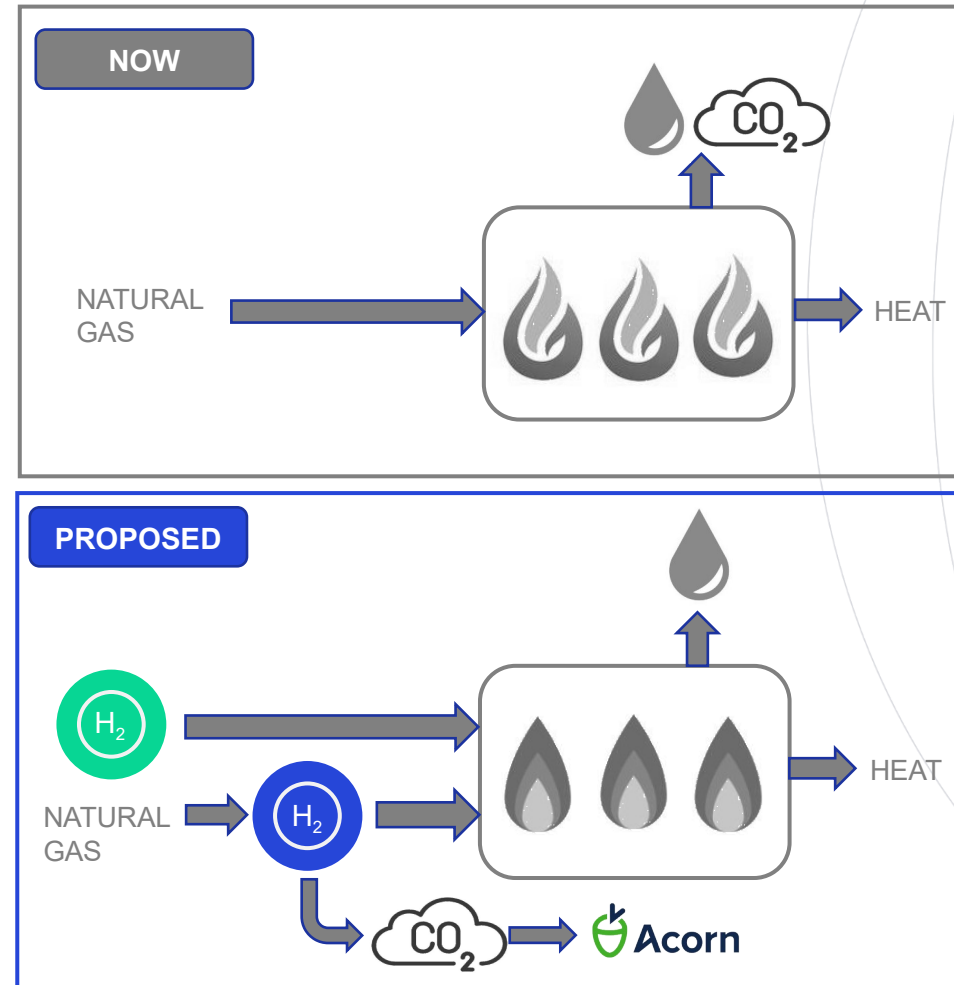 NOW
CO₂
NATURAL
GAS
HEAT
PROPOSED
H₂
HEAT
NATURAL
GAS
H₂
CO₂
Acorn